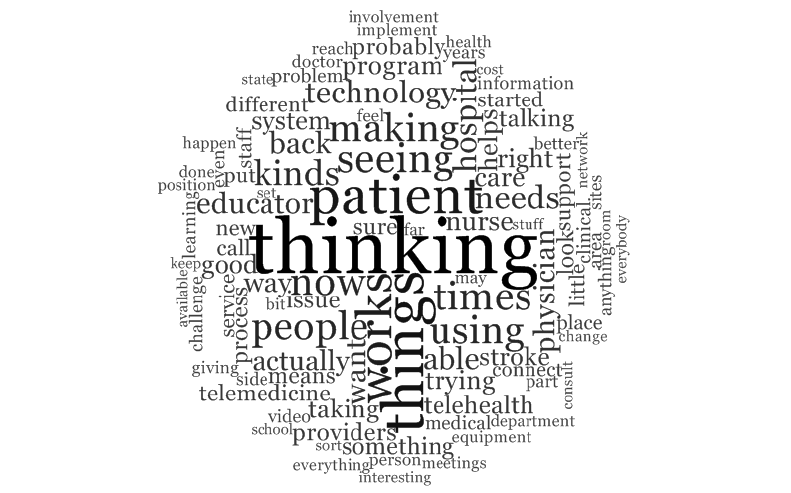 involvement
implement
reach probably health
doctor program years
state problem hospital cost
technology information
different started
system feel making helps talking
happen staff back seeing right better network
done even put kinds care support sites
position set patient needs
learning educator nurse stuff
new sure far look clinical area room everybody
call thinking physician little anything
keep good
available way now works things may times
challenge service process bit issue place
people using change
actually want able stroke
giving side means trying connect part consult
telemedicine
taking telehealth
video medical department
school providers equipment
sort something
everything person meetings
interesting